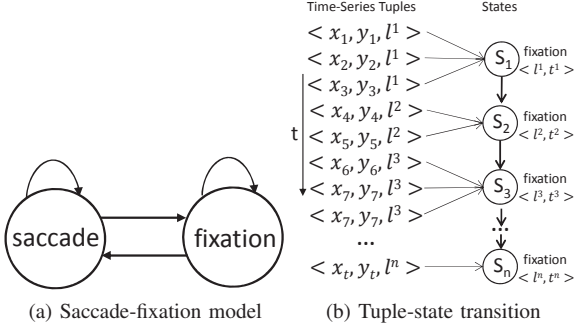 Time-Series Tuples States
< x₁, y₁, l¹ >
< x₂, y₂, l¹ >
< x₃, y₃, l¹ >
< x₄, y₄, l² >
< x₅, y₅, l² >
< x₆, y₆, l³ >
< x₇, y₇, l³ >
< x₇, y₇, l³ >
...
< xₜ, yₜ, lⁿ >
t
S₁
fixation
< l¹, t¹ >
S₂
fixation
< l², t² >
S₃
fixation
< l³, t³ >
...
Sₙ
fixation
< lⁿ, tⁿ >
saccade
fixation
(a) Saccade-fixation model
(b) Tuple-state transition